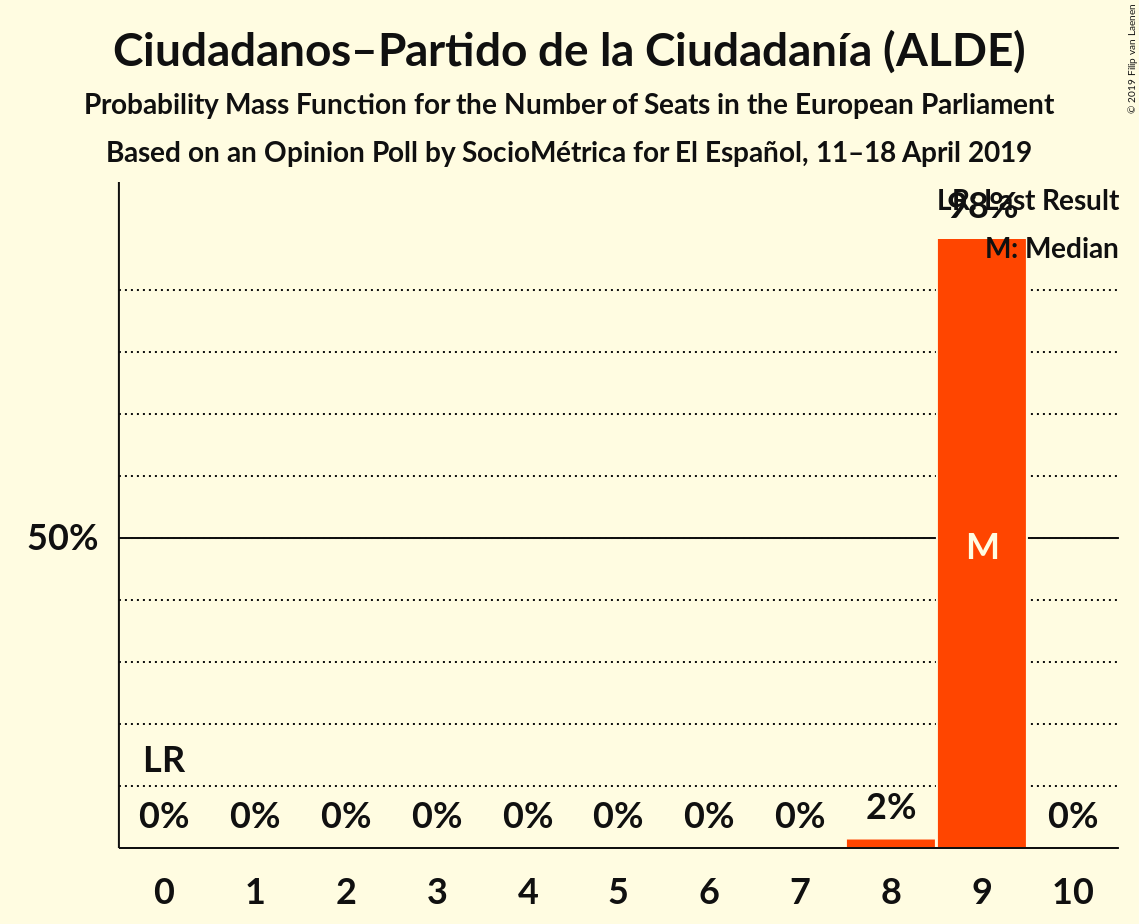 Ciudadanos–Partido de la Ciudadanía (ALDE)
Probability Mass Function for the Number of Seats in the European Parliament
Based on an Opinion Poll by SocioMétrica for El Español, 11–18 April 2019
© 2019 Filip van Laenen
LR: Last Result
98%
M: Median
50%
M
LR
0% 0% 0% 0% 0% 0% 0% 0% 2% 0%
0 1 2 3 4 5 6 7 8 9 10